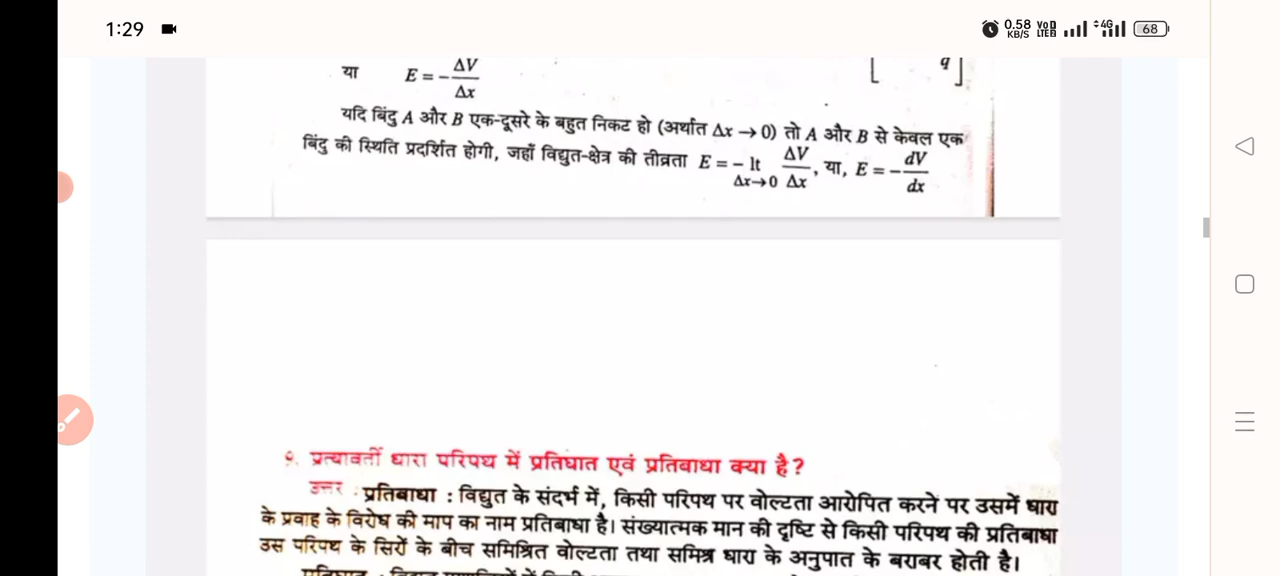 1:29
0.58 KB/S VoD LTE2 4G 68
या E = -ΔV/Δx [ q ]
यदि बिंदु A और B एक-दूसरे के बहुत निकट हो (अर्थात Δx → 0) तो A और B से केवल एक
बिंदु की स्थिति प्रदर्शित होगी, जहाँ विद्युत-क्षेत्र की तीव्रता E = - lt Δx→0 ΔV/Δx, या, E = -dV/dx
9. प्रत्यावर्ती धारा परिपथ में प्रतिघात एवं प्रतिबाधा क्या है?
उत्तर : प्रतिबाधा : विद्युत के संदर्भ में, किसी परिपथ पर वोल्टता आरोपित करने पर उसमें धारा
के प्रवाह के विरोध की माप का नाम प्रतिबाधा है। संख्यात्मक मान की दृष्टि से किसी परिपथ की प्रतिबाधा
उस परिपथ के सिरों के बीच समिश्रित वोल्टता तथा समिश्र धारा के अनुपात के बराबर होती है।